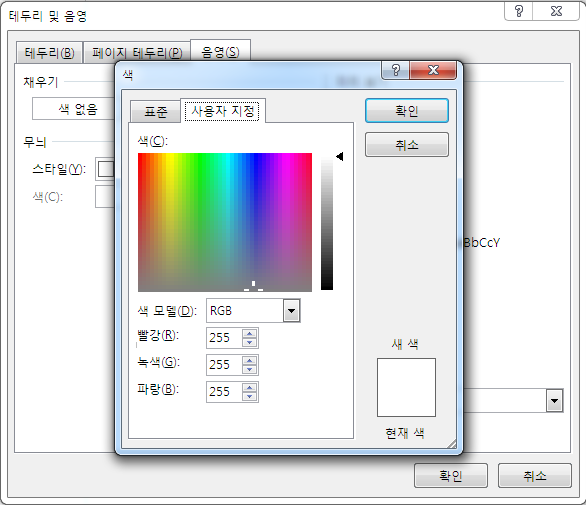 테두리 및 음영
테두리(B) 페이지 테두리(P) 음영(S)
채우기
색 없음
무늬
스타일(Y):
색(C):
색
표준 사용자 지정
확인
취소
색(C):
색 모델(D): RGB
빨강(R): 255
녹색(G): 255
파랑(B): 255
새 색
현재 색
BbCcY
확인 취소